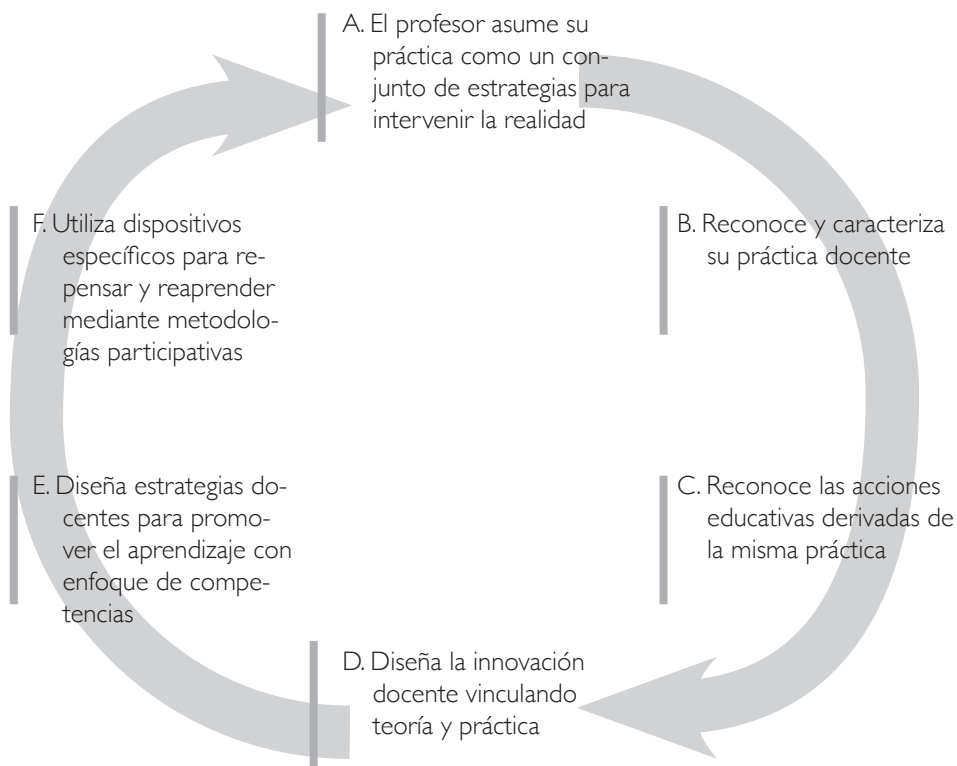 A. El profesor asume su
práctica como un con-
junto de estrategias para
intervenir la realidad
B. Reconoce y caracteriza
su práctica docente
C. Reconoce las acciones
educativas derivadas de
la misma práctica
D. Diseña la innovación
docente vinculando
teoría y práctica
E. Diseña estrategias do-
centes para promo-
ver el aprendizaje con
enfoque de compe-
tencias
F. Utiliza dispositivos
específicos para re-
pensar y reaprender
mediante metodolo-
gías participativas